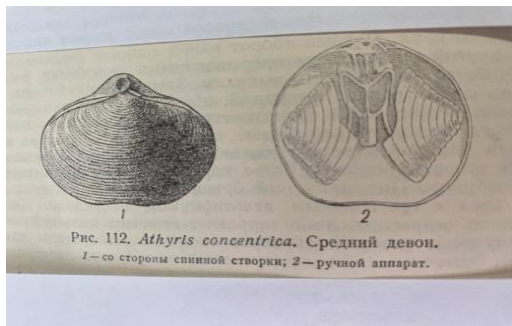 1
2
Рис. 112. Athyris concentrica. Средний девон.
1 — со стороны спинной створки; 2 — ручной аппарат.